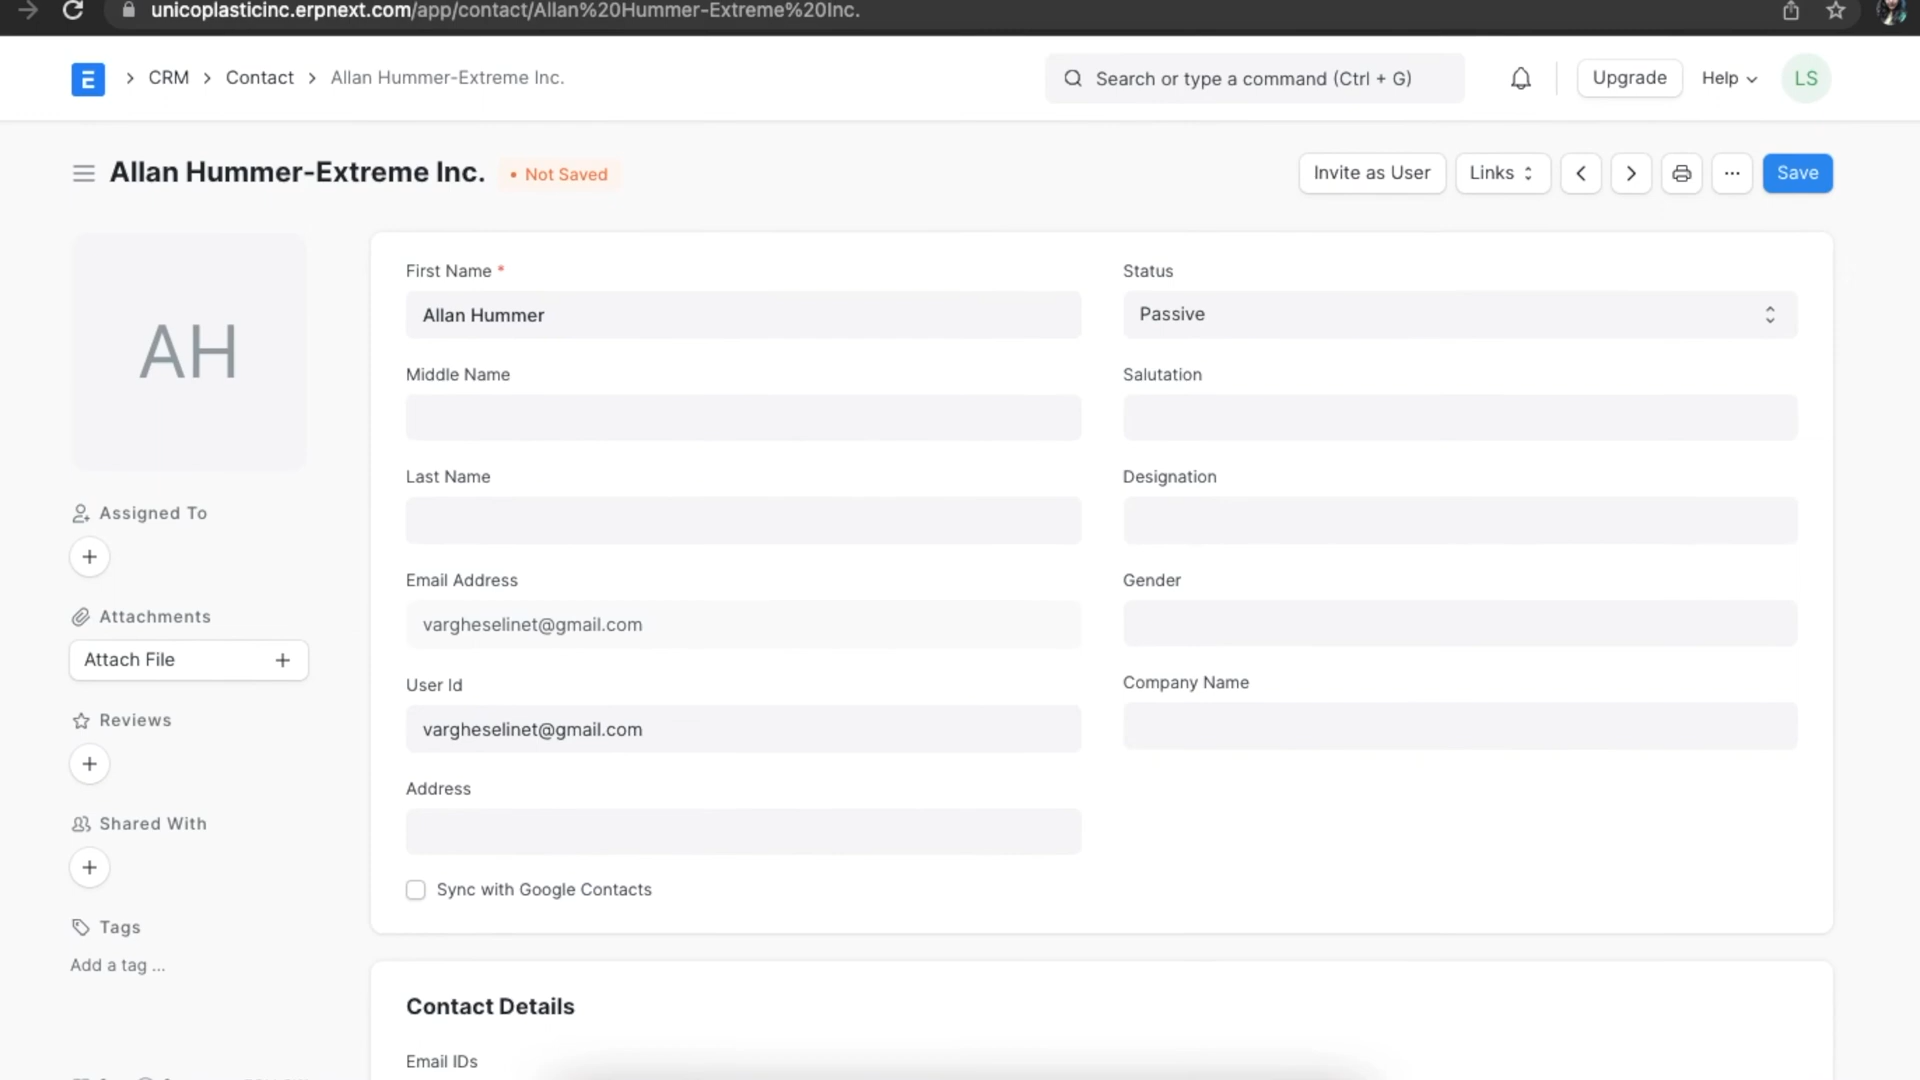 unicoplasticinc.erpnext.com/app/contact/Allan%20Hummer-Extreme%20Inc.
E > CRM > Contact > Allan Hummer-Extreme Inc.
Search or type a command (Ctrl + G)
Upgrade
Help
LS
Allan Hummer-Extreme Inc.
• Not Saved
Invite as User
Links
...
Save
AH
Assigned To
+
Attachments
Attach File +
Reviews
+
Shared With
+
Tags
Add a tag ...
First Name *
Allan Hummer
Middle Name
Last Name
Email Address
vargheselinet@gmail.com
User Id
vargheselinet@gmail.com
Address
Sync with Google Contacts
Status
Passive
Salutation
Designation
Gender
Company Name
Contact Details
Email IDs